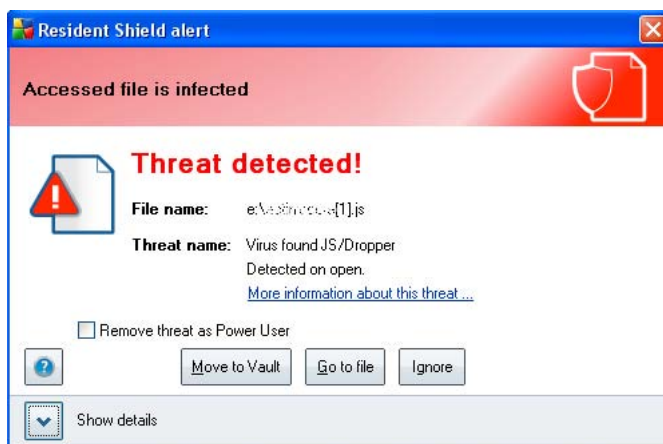 Resident Shield alert
Accessed file is infected
Threat detected!
File name: e:\[1].js
Threat name: Virus found JS/Dropper
Detected on open.
More information about this threat ...
Remove threat as Power User
Move to Vault Go to file Ignore
Show details